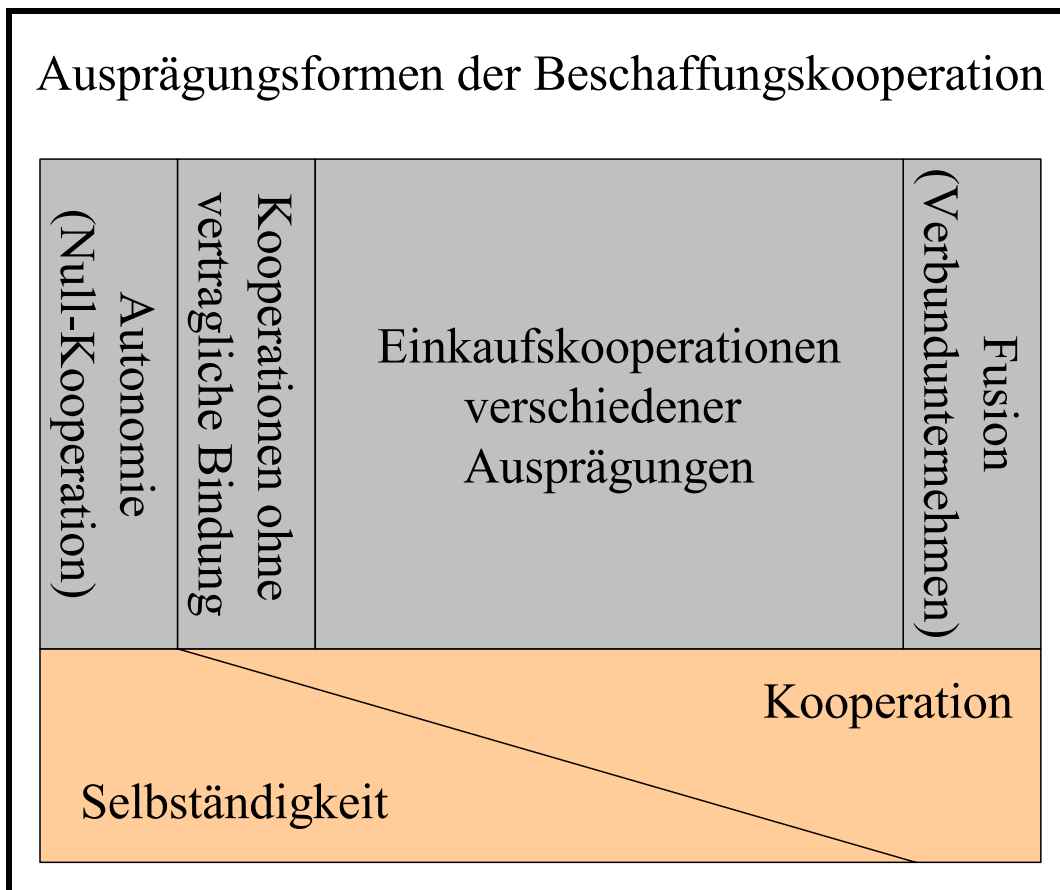 Ausprägungsformen der Beschaffungskooperation
Autonomie
(Null-Kooperation)
Kooperationen ohne
vertragliche Bindung
Einkaufskooperationen
verschiedener
Ausprägungen
Fusion
(Verbundunternehmen)
Kooperation
Selbständigkeit